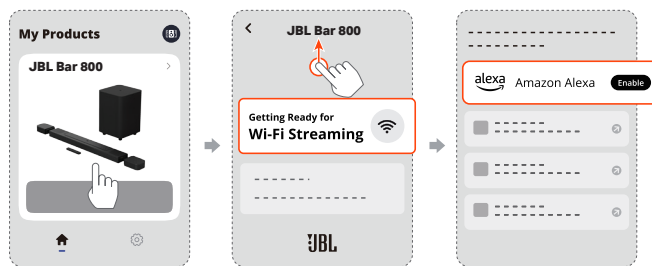 My Products
JBL Bar 800
JBL Bar 800
Getting Ready for
Wi-Fi Streaming
JBL
alexa
Amazon Alexa
Enable